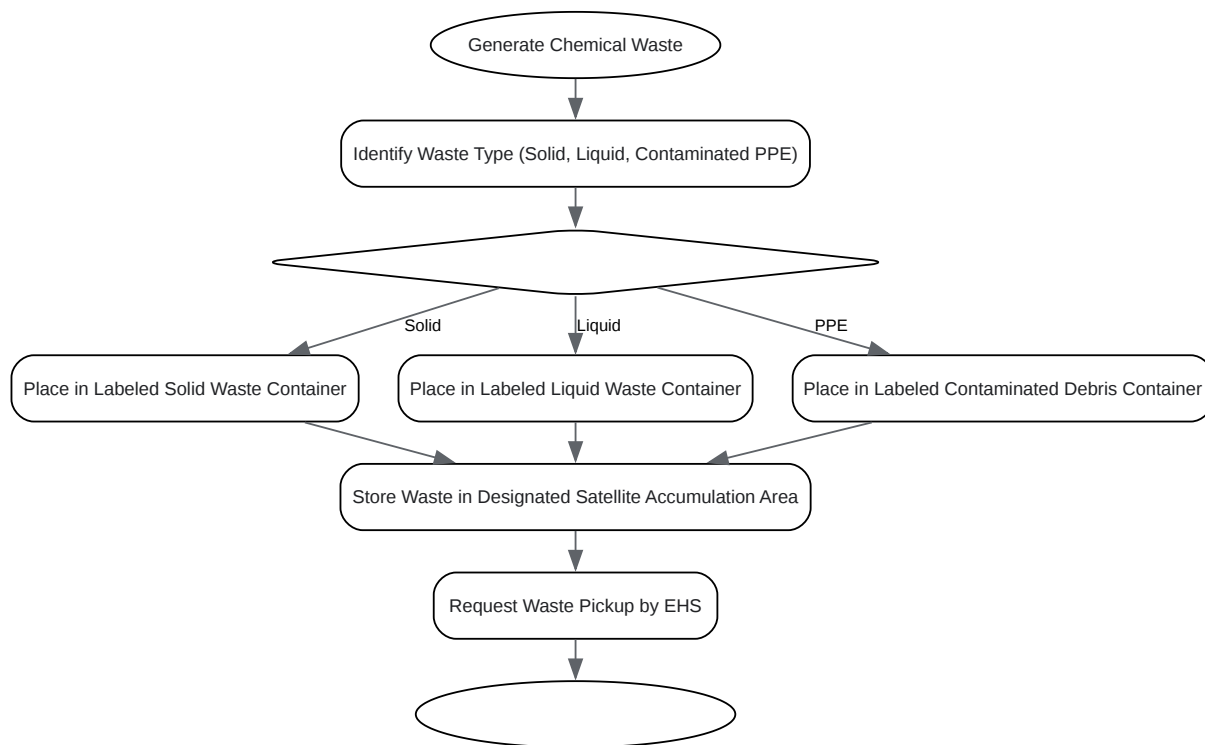 Generate Chemical Waste
Identify Waste Type (Solid, Liquid, Contaminated PPE)
Solid
Liquid
PPE
Place in Labeled Solid Waste Container
Place in Labeled Liquid Waste Container
Place in Labeled Contaminated Debris Container
Store Waste in Designated Satellite Accumulation Area
Request Waste Pickup by EHS